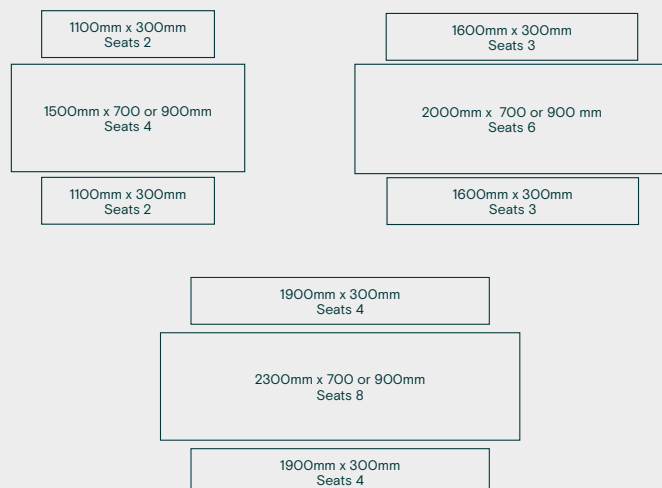 1100mm x 300mm
Seats 2
1500mm x 700 or 900mm
Seats 4
1100mm x 300mm
Seats 2
1600mm x 300mm
Seats 3
2000mm x  700 or 900 mm
Seats 6
1600mm x 300mm
Seats 3
1900mm x 300mm
Seats 4
2300mm x 700 or 900mm
Seats 8
1900mm x 300mm
Seats 4